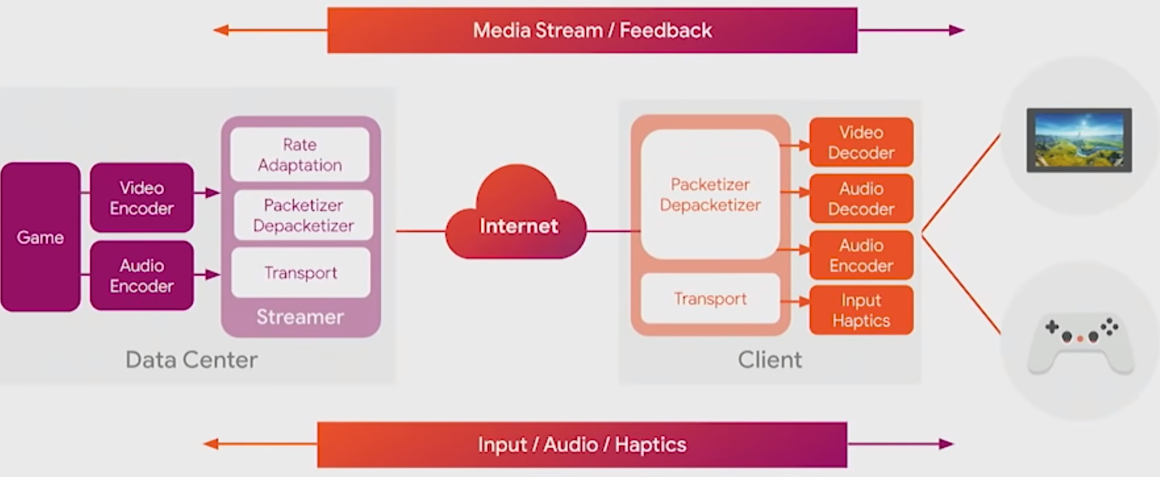 Media Stream / Feedback
Game
Video
Encoder
Audio
Encoder
Rate
Adaptation
Packetizer
Depacketizer
Transport
Streamer
Data Center
Internet
Packetizer
Depacketizer
Transport
Video
Decoder
Audio
Decoder
Audio
Encoder
Input
Haptics
Client
Input / Audio / Haptics